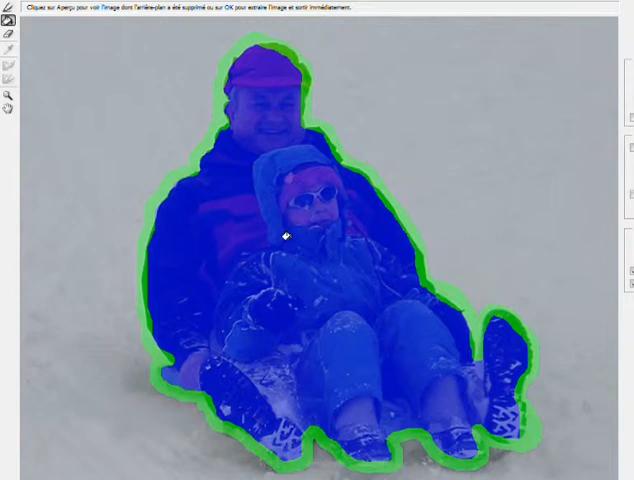 Cliquez sur Aperçu pour voir l'image dont l'arrière-plan a été supprimé ou sur OK pour extraire l'image et sortir immédiatement.